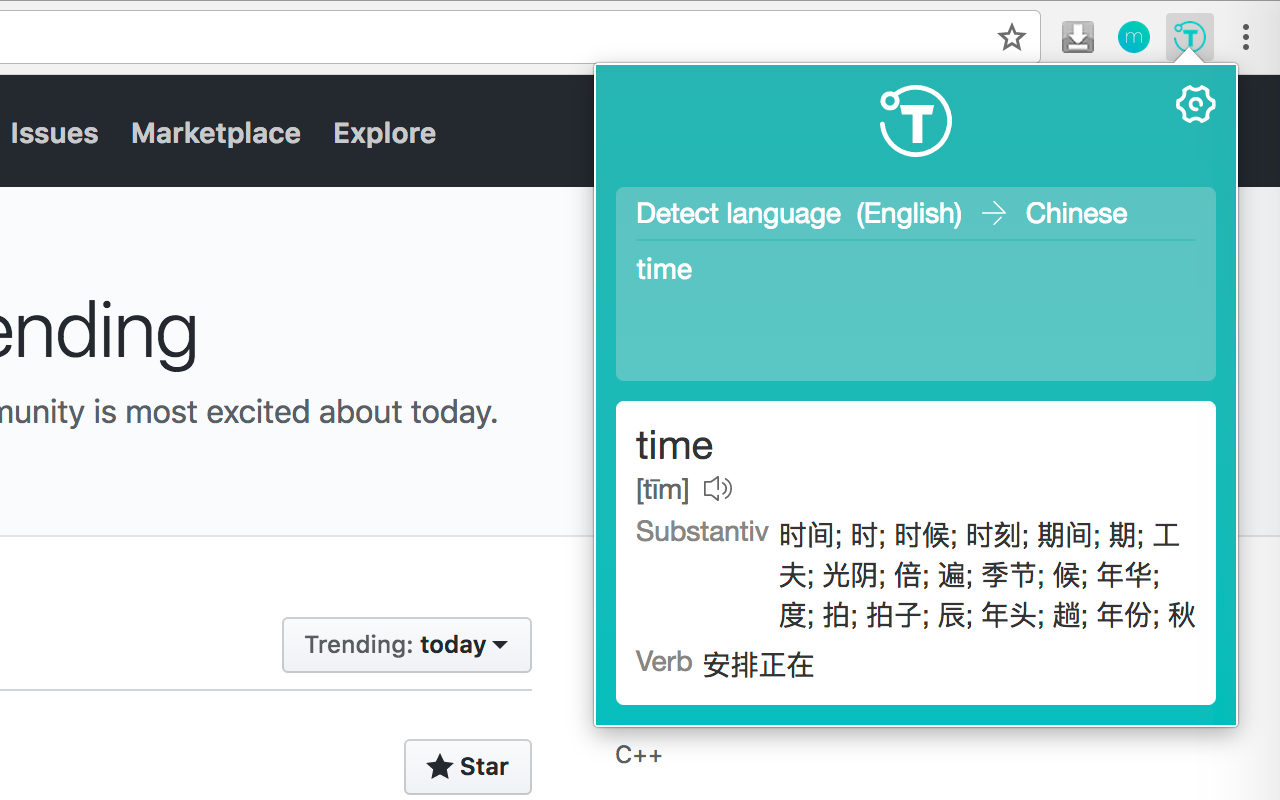 m
T
Issues Marketplace Explore
T
Detect language (English) → Chinese
time
ending
munity is most excited about today.
time
[tīm]
Substantiv 时间; 时; 时候; 时刻; 期间; 期; 工
夫; 光阴; 倍; 遍; 季节; 候; 年华;
度; 拍; 拍子; 辰; 年头; 趟; 年份; 秋
Verb 安排正在
Trending: today
Star
C++